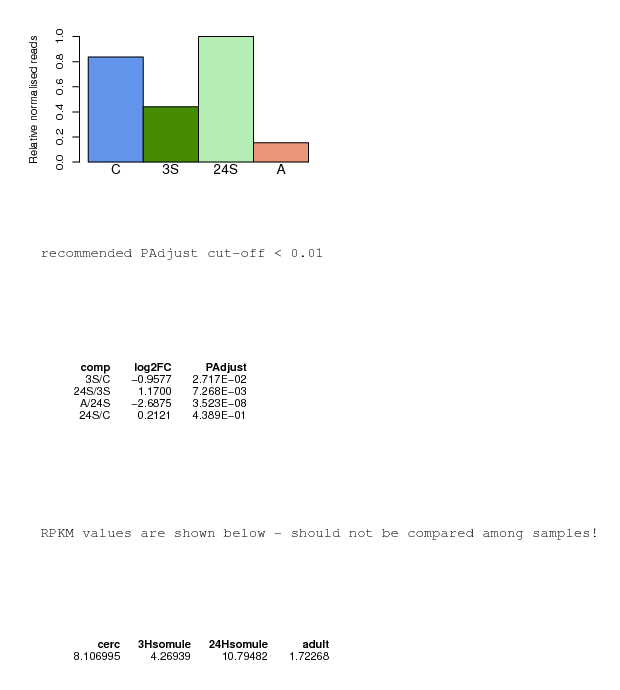 Relative normalised reads
1.0
0.8
0.6
0.4
0.2
0.0
C 3S 24S A
recommended PAdjust cut-off < 0.01
comp log2FC PAdjust
3S/C −0.9577 2.717E−02
24S/3S 1.1700 7.268E−03
A/24S −2.6875 3.523E−08
24S/C 0.2121 4.389E−01
RPKM values are shown below - should not be compared among samples!
cerc 3Hsomule 24Hsomule adult
8.106995 4.26939 10.79482 1.72268